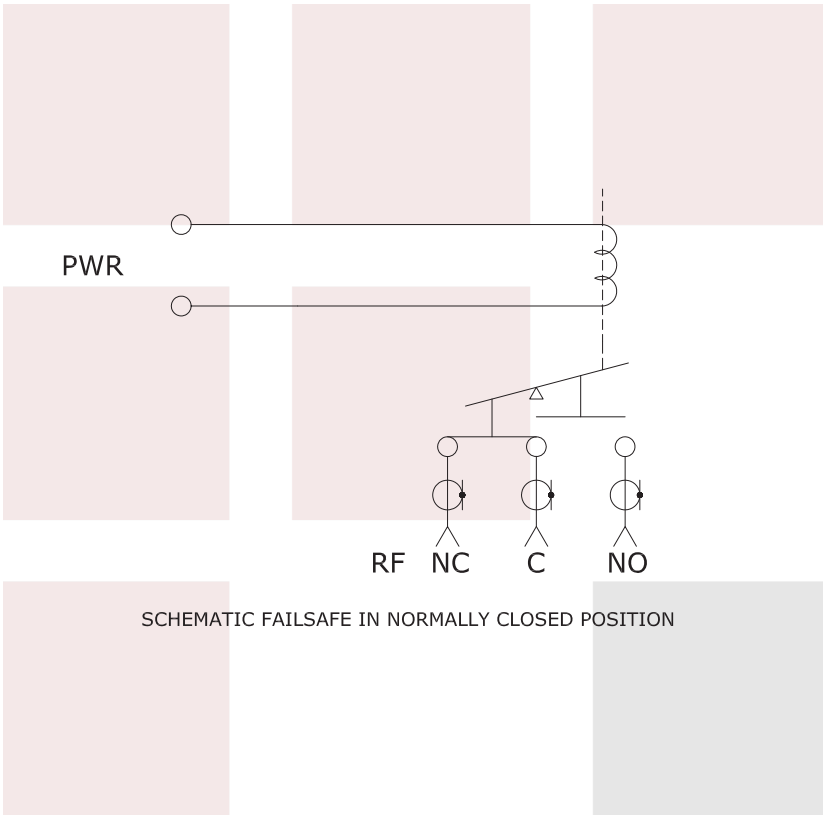 PWR
RF NC C NO
SCHEMATIC FAILSAFE IN NORMALLY CLOSED POSITION